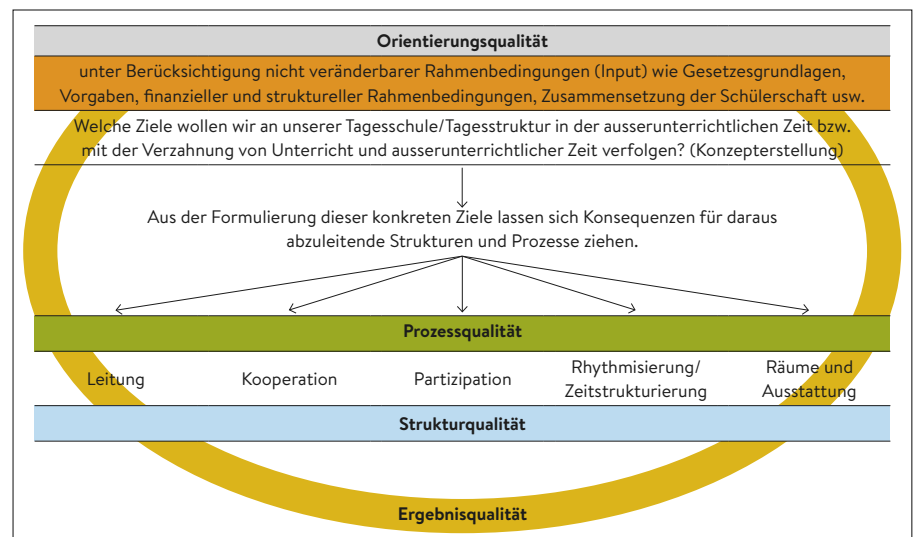 Orientierungsqualität
unter Berücksichtigung nicht veränderbarer Rahmenbedingungen (Input) wie Gesetzesgrundlagen,
Vorgaben, finanzieller und struktureller Rahmenbedingungen, Zusammensetzung der Schülerschaft usw.
Welche Ziele wollen wir an unserer Tagesschule/Tagesstruktur in der ausserunterrichtlichen Zeit bzw.
mit der Verzahnung von Unterricht und ausserunterrichtlicher Zeit verfolgen? (Konzepterstellung)
Aus der Formulierung dieser konkreten Ziele lassen sich Konsequenzen für daraus
abzuleitende Strukturen und Prozesse ziehen.
Prozessqualität
Leitung
Kooperation
Partizipation
Rhythmisierung/
Zeitstrukturierung
Räume und
Ausstattung
Strukturqualität
Ergebnisqualität